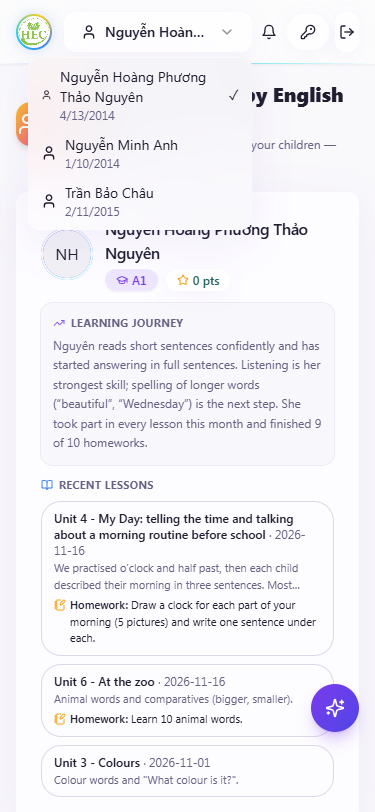 HEC
Nguyễn Hoàn...
Nguyễn Hoàng Phương
Thảo Nguyên
4/13/2014
by English
Nguyễn Minh Anh
1/10/2014
your children —
Trần Bảo Châu
2/11/2015
Nguyễn Hoàng Phương Thảo
Nguyên
NH
A1
0 pts
LEARNING JOURNEY
Nguyên reads short sentences confidently and has
started answering in full sentences. Listening is her
strongest skill; spelling of longer words
(“beautiful”, “Wednesday”) is the next step. She
took part in every lesson this month and finished 9
of 10 homeworks.
RECENT LESSONS
Unit 4 - My Day: telling the time and talking
about a morning routine before school · 2026-
11-16
We practised o'clock and half past, then each child
described their morning in three sentences. Most...
Homework: Draw a clock for each part of your
morning (5 pictures) and write one sentence under
each.
Unit 6 - At the zoo · 2026-11-16
Animal words and comparatives (bigger, smaller).
Homework: Learn 10 animal words.
Unit 3 - Colours · 2026-11-01
Colour words and "What colour is it?".